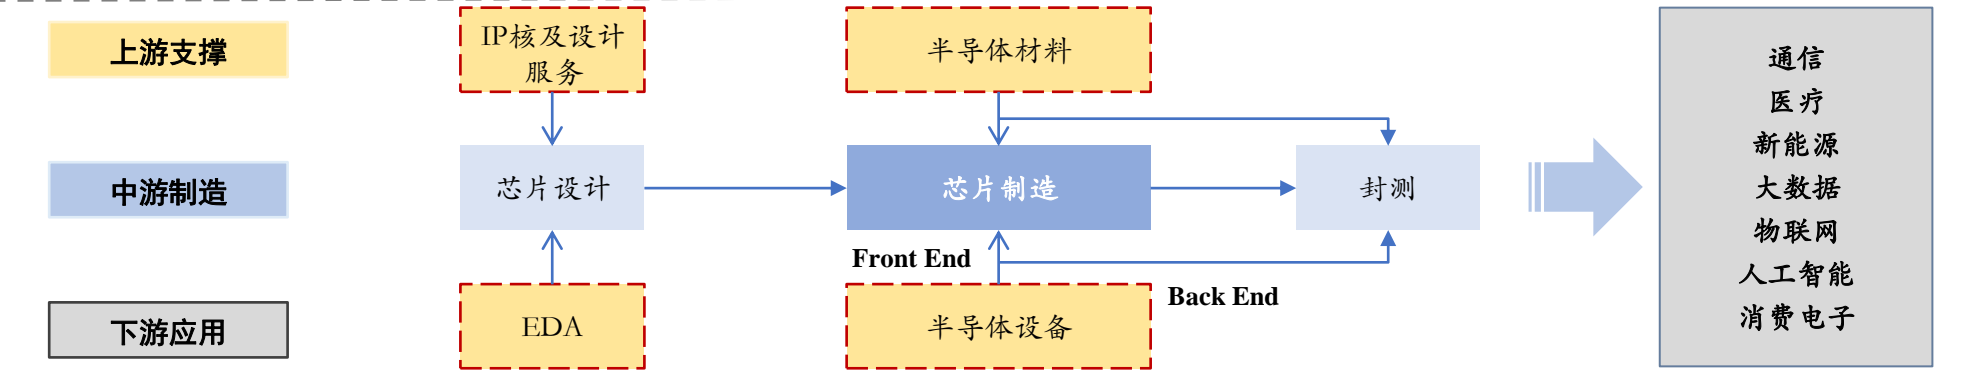 上游支撑
IP核及设计
服务
半导体材料
中游制造
芯片设计
芯片制造
封测
Front End
Back End
下游应用
EDA
半导体设备
通信
医疗
新能源
大数据
物联网
人工智能
消费电子